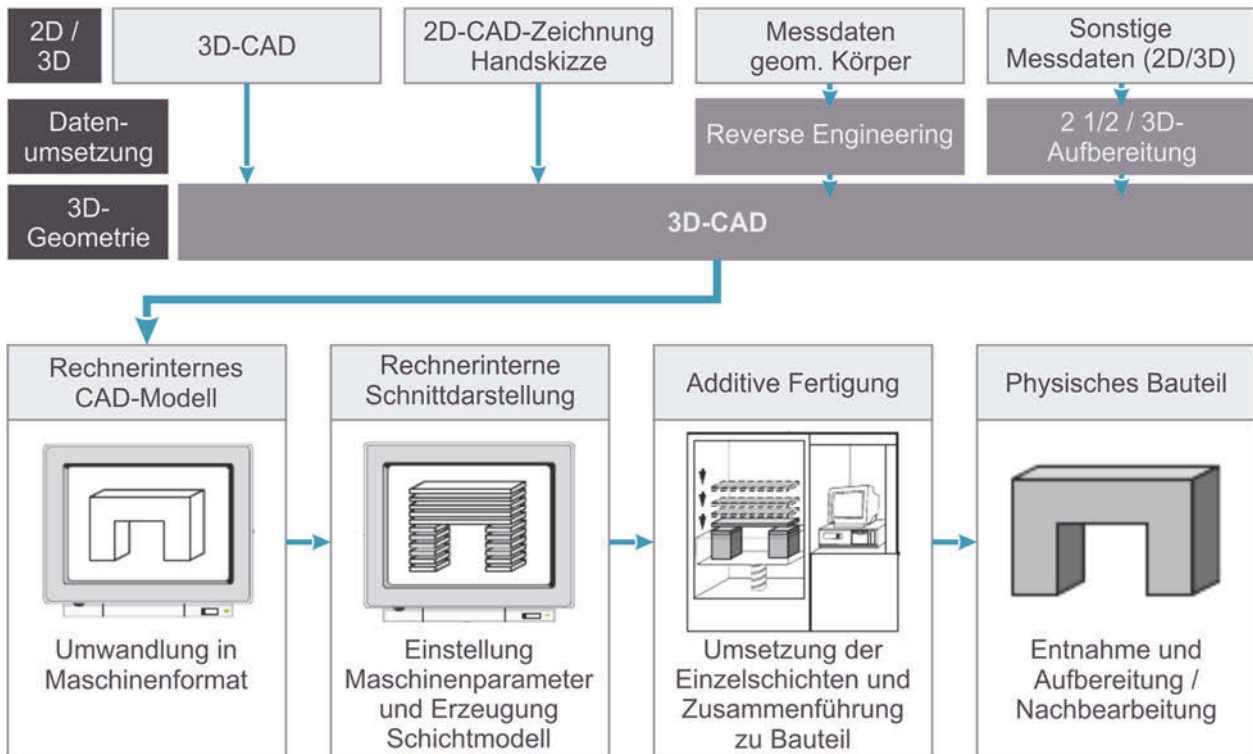 2D /
3D
3D-CAD
2D-CAD-Zeichnung
Handskizze
Messdaten
geom. Körper
Sonstige
Messdaten (2D/3D)
Daten-
umsetzung
Reverse Engineering
2 1/2 / 3D-
Aufbereitung
3D-
Geometrie
3D-CAD
Rechnerinternes
CAD-Modell
Umwandlung in
Maschinenformat
Rechnerinterne
Schnittdarstellung
Einstellung
Maschinenparameter
und Erzeugung
Schichtmodell
Additive Fertigung
Umsetzung der
Einzelschichten und
Zusammenführung
zu Bauteil
Physisches Bauteil
Entnahme und
Aufbereitung /
Nachbearbeitung